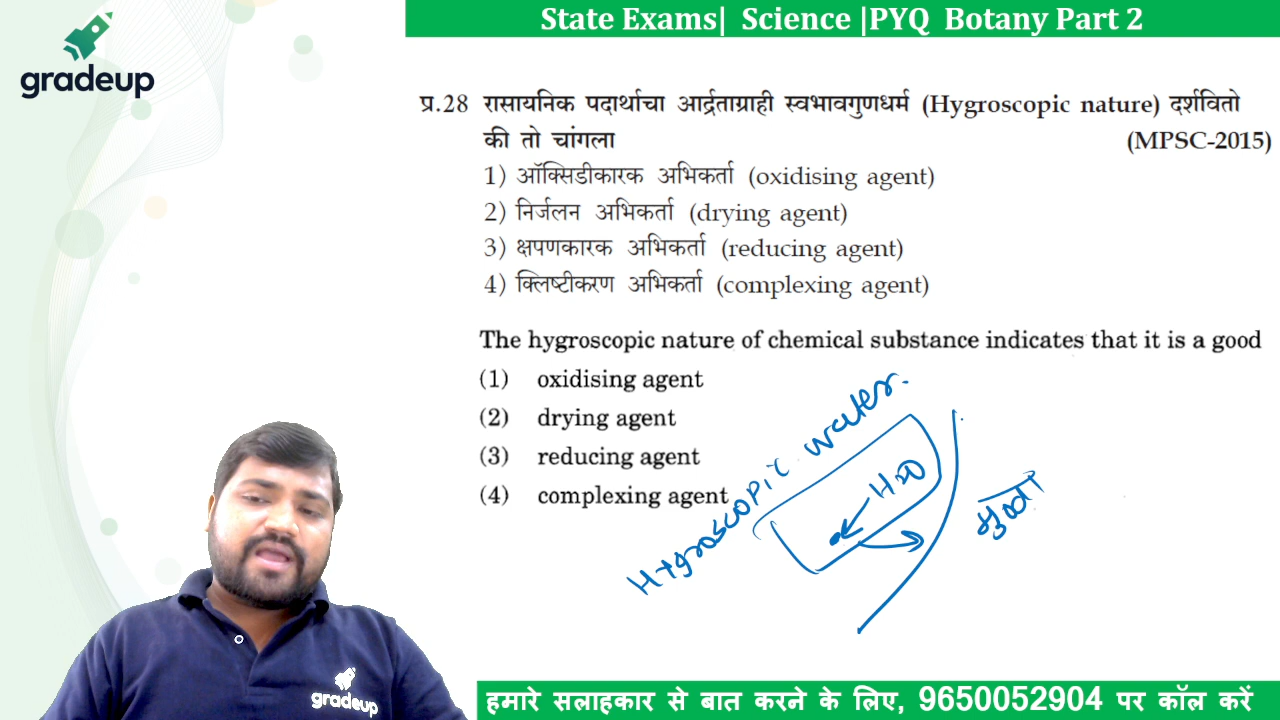 State Exams| Science |PYQ Botany Part 2
gradeup
प्र.28 रासायनिक पदार्थाचा आर्द्रताग्राही स्वभावगुणधर्म (Hygroscopic nature) दर्शवितो
की तो चांगला (MPSC-2015)
1) ऑक्सिडीकारक अभिकर्ता (oxidising agent)
2) निर्जलन अभिकर्ता (drying agent)
3) क्षपणकारक अभिकर्ता (reducing agent)
4) क्लिष्टीकरण अभिकर्ता (complexing agent)
The hygroscopic nature of chemical substance indicates that it is a good
(1) oxidising agent
(2) drying agent
(3) reducing agent
(4) complexing agent
Hygroscopic water.
H2O
gradeup
हमारे सलाहकार से बात करने के लिए, 9650052904 पर कॉल करें